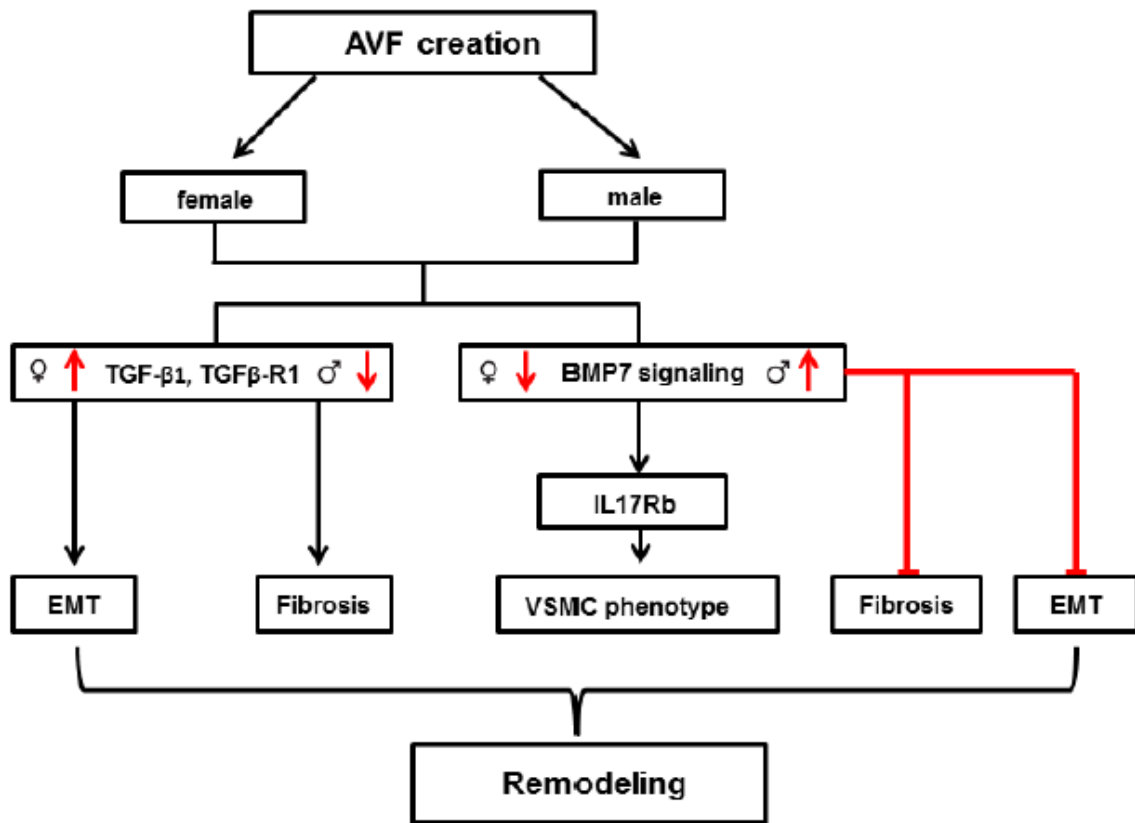 AVF creation
female
male
♀ ↑ TGF-β1, TGFβ-R1 ♂ ↓
♀ ↓ BMP7 signaling ♂ ↑
IL17Rb
EMT
Fibrosis
VSMC phenotype
Fibrosis
EMT
Remodeling